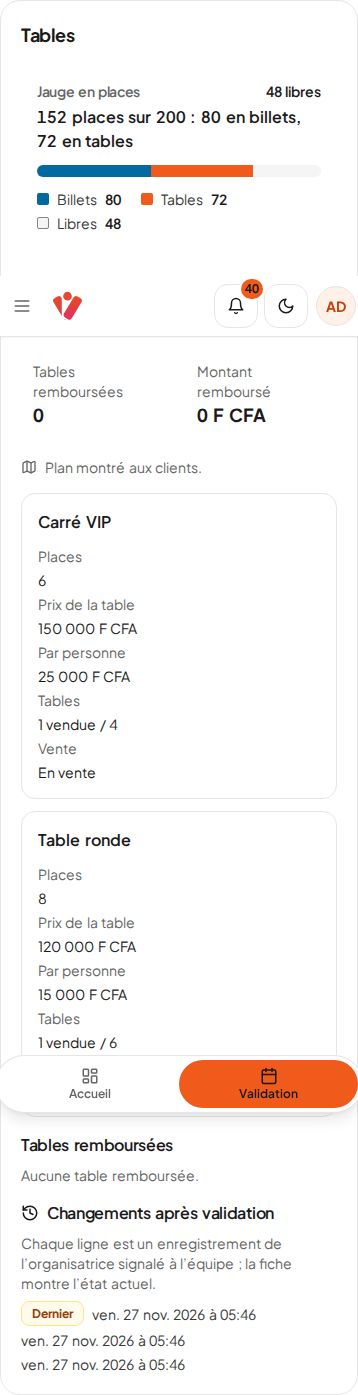 Tables
Jauge en places
48 libres
152 places sur 200 : 80 en billets,
72 en tables
Billets 80 Tables 72
Libres 48
40
AD
Tables
remboursées
0
Montant
remboursé
0 F CFA
Plan montré aux clients.
Carré VIP
Places
6
Prix de la table
150 000 F CFA
Par personne
25 000 F CFA
Tables
1 vendue / 4
Vente
En vente
Table ronde
Places
8
Prix de la table
120 000 F CFA
Par personne
15 000 F CFA
Tables
1 vendue / 6
Accueil
Validation
Tables remboursées
Aucune table remboursée.
Changements après validation
Chaque ligne est un enregistrement de
l'organisatrice signalé à l'équipe ; la fiche
montre l'état actuel.
Dernier ven. 27 nov. 2026 à 05:46
ven. 27 nov. 2026 à 05:46
ven. 27 nov. 2026 à 05:46